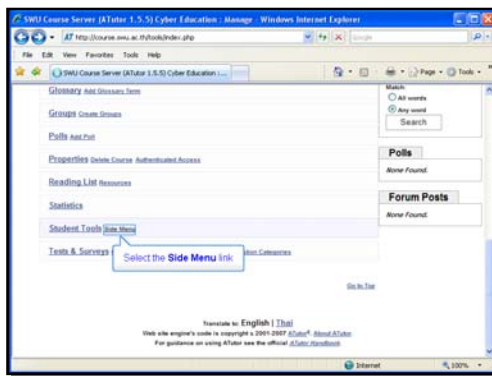 SWU Course Server (ATutor 1.5.5) Cyber Education : Manage - Windows Internet Explorer
http://course.swu.ac.th/tools/index.php
Google
File Edit View Favorites Tools Help
SWU Course Server (ATutor 1.5.5) Cyber Education : ...
Page Tools
Glossary Add Glossary Term
Groups Create Groups
Polls Add Poll
Properties Delete Course Authenticated Access
Reading List Resources
Statistics
Student Tools Side Menu
Tests & Surveys
Categories
Select the Side Menu link
Go to Top
Match:
All words
Any word
Search
Polls
None Found.
Forum Posts
None Found.
Translate to: English | Thai
Web site engine's code is copyright © 2001-2007 ATutor®. About ATutor.
For guidance on using ATutor see the official ATutor Handbook
Internet
100%